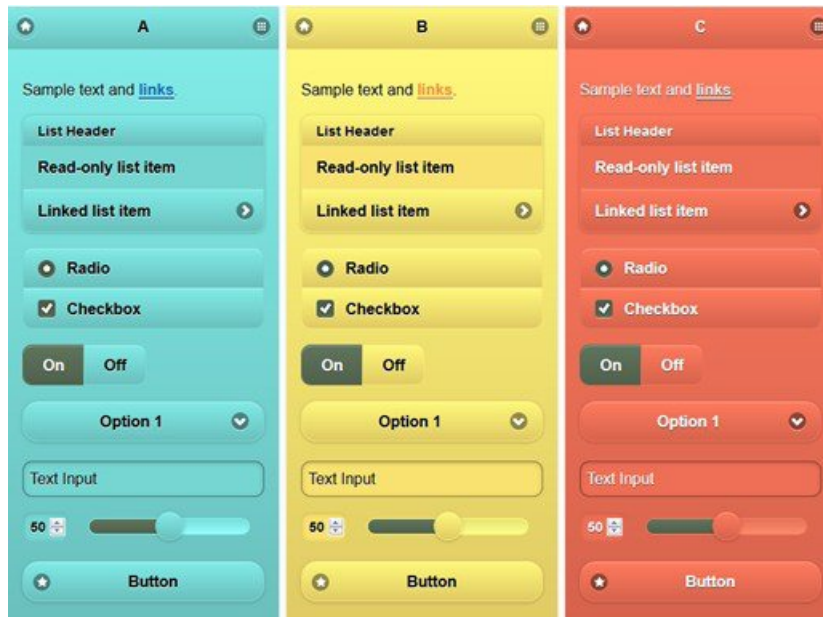 A
Sample text and links.
List Header
Read-only list item
Linked list item
Radio
Checkbox
On Off
Option 1
Text Input
50
Button
B
Sample text and links.
List Header
Read-only list item
Linked list item
Radio
Checkbox
On Off
Option 1
Text Input
50
Button
C
Sample text and links.
List Header
Read-only list item
Linked list item
Radio
Checkbox
On Off
Option 1
Text Input
50
Button